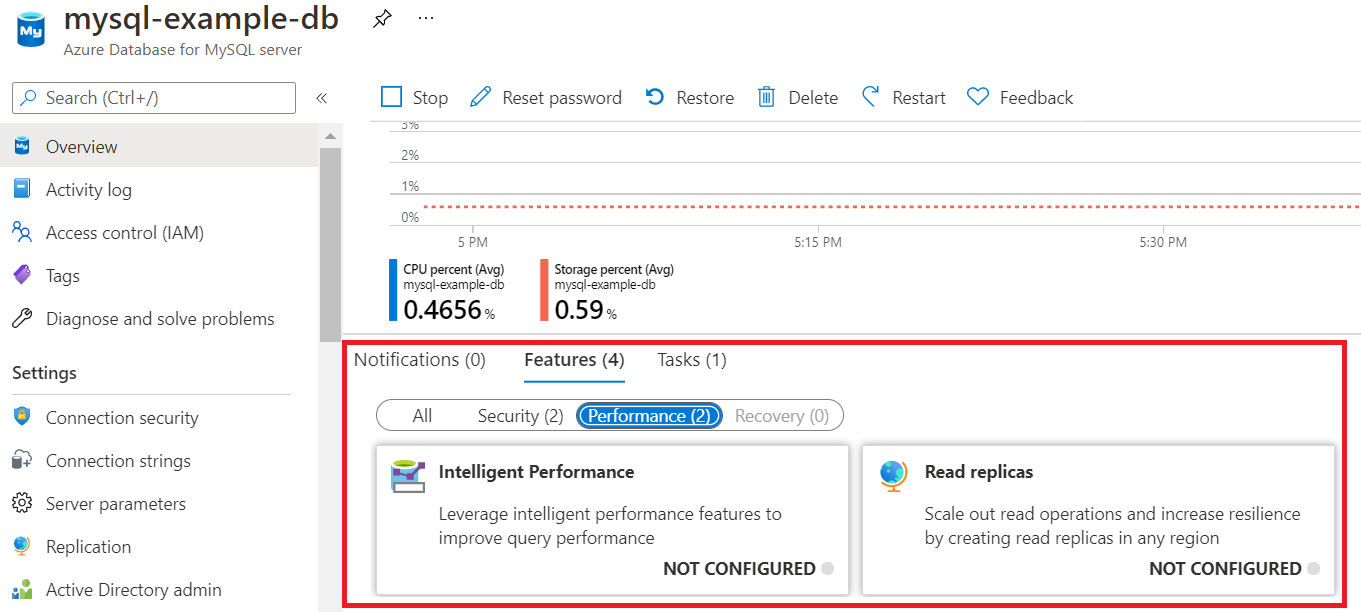 mysql-example-db
Azure Database for MySQL server
Search (Ctrl+/)
«
Overview
Activity log
Access control (IAM)
Tags
Diagnose and solve problems
Settings
Connection security
Connection strings
Server parameters
Replication
Active Directory admin
Stop
Reset password
Restore
Delete
Restart
Feedback
3%
2%
1%
0%
5 PM
5:15 PM
5:30 PM
CPU percent (Avg)
mysql-example-db
0.4656 %
Storage percent (Avg)
mysql-example-db
0.59 %
Notifications (0)
Features (4)
Tasks (1)
All
Security (2)
Performance (2)
Recovery (0)
Intelligent Performance
Leverage intelligent performance features to
improve query performance
NOT CONFIGURED
Read replicas
Scale out read operations and increase resilience
by creating read replicas in any region
NOT CONFIGURED